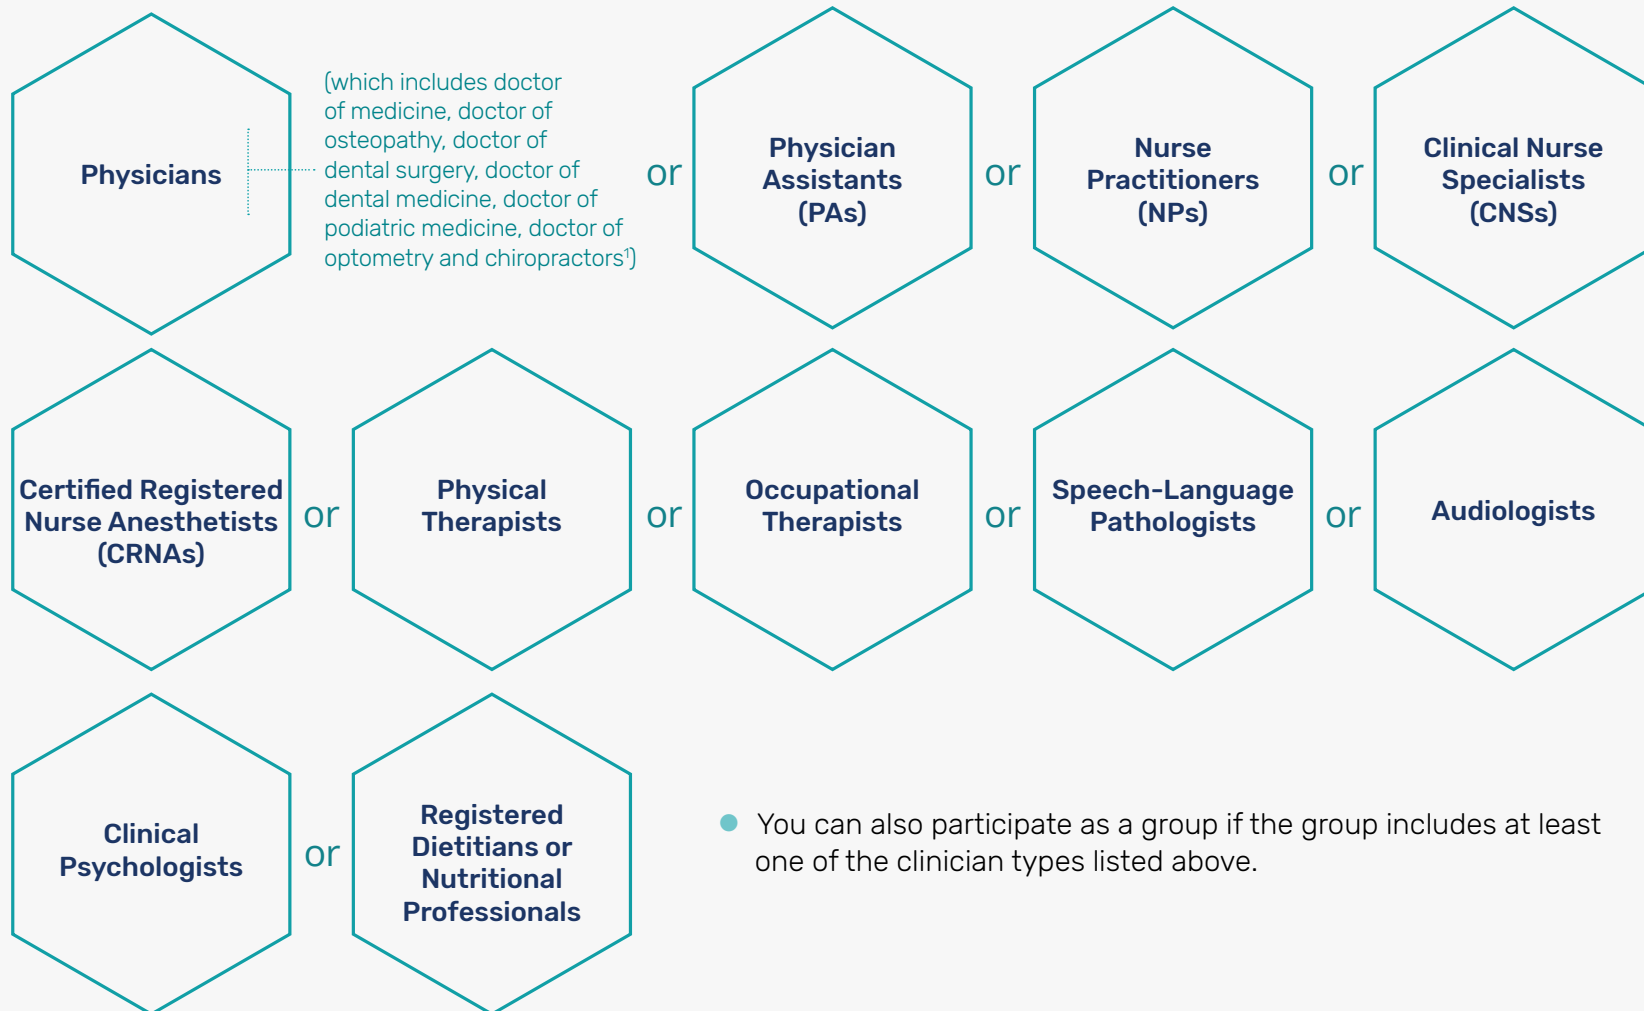 Physicians
(which includes doctor
of medicine, doctor of
osteopathy, doctor of
dental surgery, doctor of
dental medicine, doctor of
podiatric medicine, doctor of
optometry and chiropractors¹)
or
Physician
Assistants
(PAs)
or
Nurse
Practitioners
(NPs)
or
Clinical Nurse
Specialists
(CNSs)
Certified Registered
Nurse Anesthetists
(CRNAs)
or
Physical
Therapists
or
Occupational
Therapists
or
Speech-Language
Pathologists
or
Audiologists
Clinical
Psychologists
or
Registered
Dietitians or
Nutritional
Professionals
● You can also participate as a group if the group includes at least
one of the clinician types listed above.